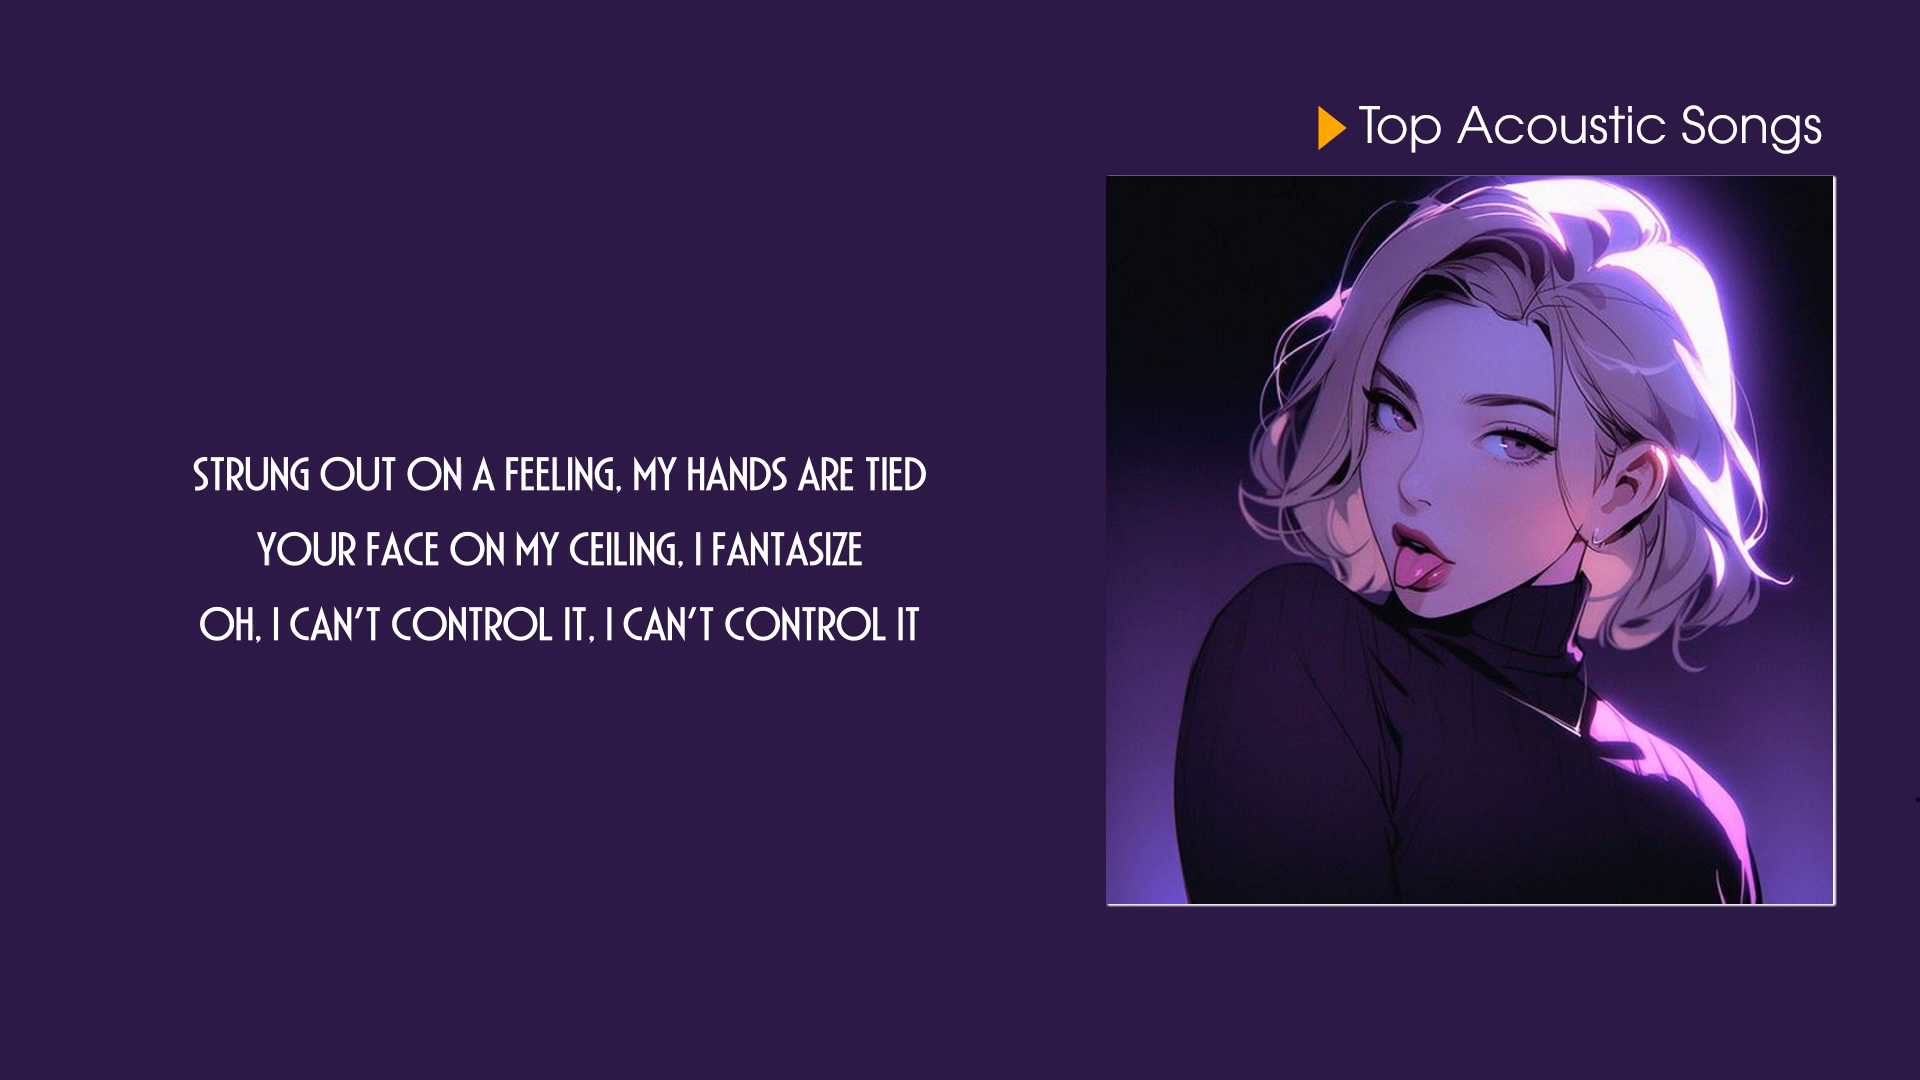 Top Acoustic Songs
STRUNG OUT ON A FEELING, MY HANDS ARE TIED
YOUR FACE ON MY CEILING, I FANTASIZE
OH, I CAN'T CONTROL IT, I CAN'T CONTROL IT